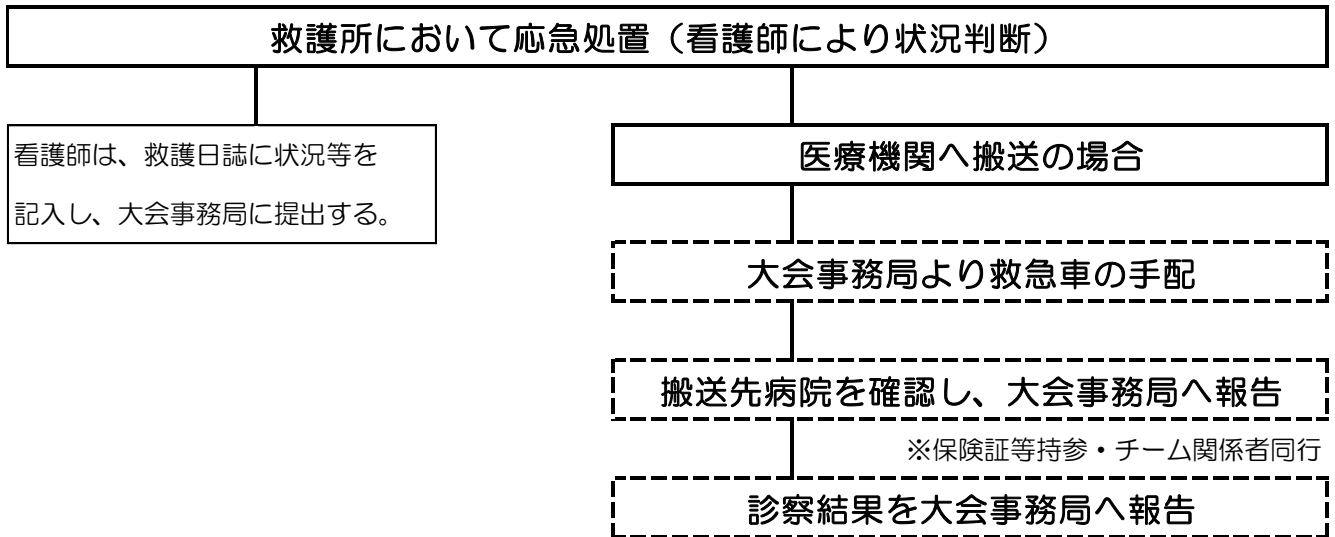 救護所において応急処置（看護師により状況判断）
看護師は、救護日誌に状況等を
記入し、大会事務局に提出する。
医療機関へ搬送の場合
大会事務局より救急車の手配
搬送先病院を確認し、大会事務局へ報告
※保険証等持参・チーム関係者同行
診察結果を大会事務局へ報告